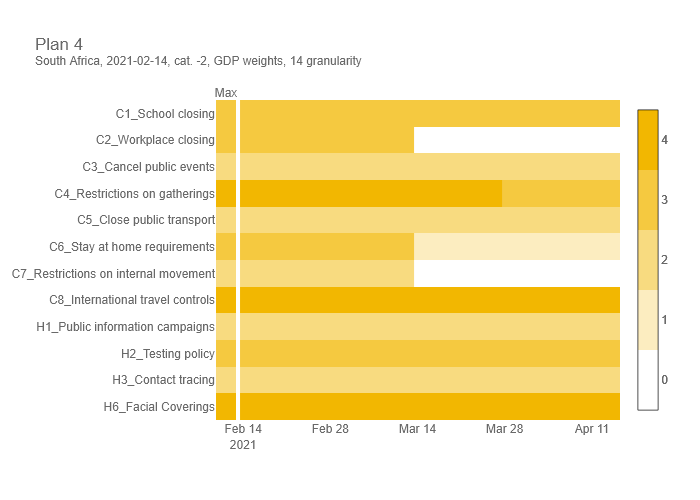 Plan 4
South Africa, 2021-02-14, cat. -2, GDP weights, 14 granularity
Max
C1_School closing
C2_Workplace closing
C3_Cancel public events
C4_Restrictions on gatherings
C5_Close public transport
C6_Stay at home requirements
C7_Restrictions on internal movement
C8_International travel controls
H1_Public information campaigns
H2_Testing policy
H3_Contact tracing
H6_Facial Coverings
Feb 14 Feb 28 Mar 14 Mar 28 Apr 11
2021
4
3
2
1
0